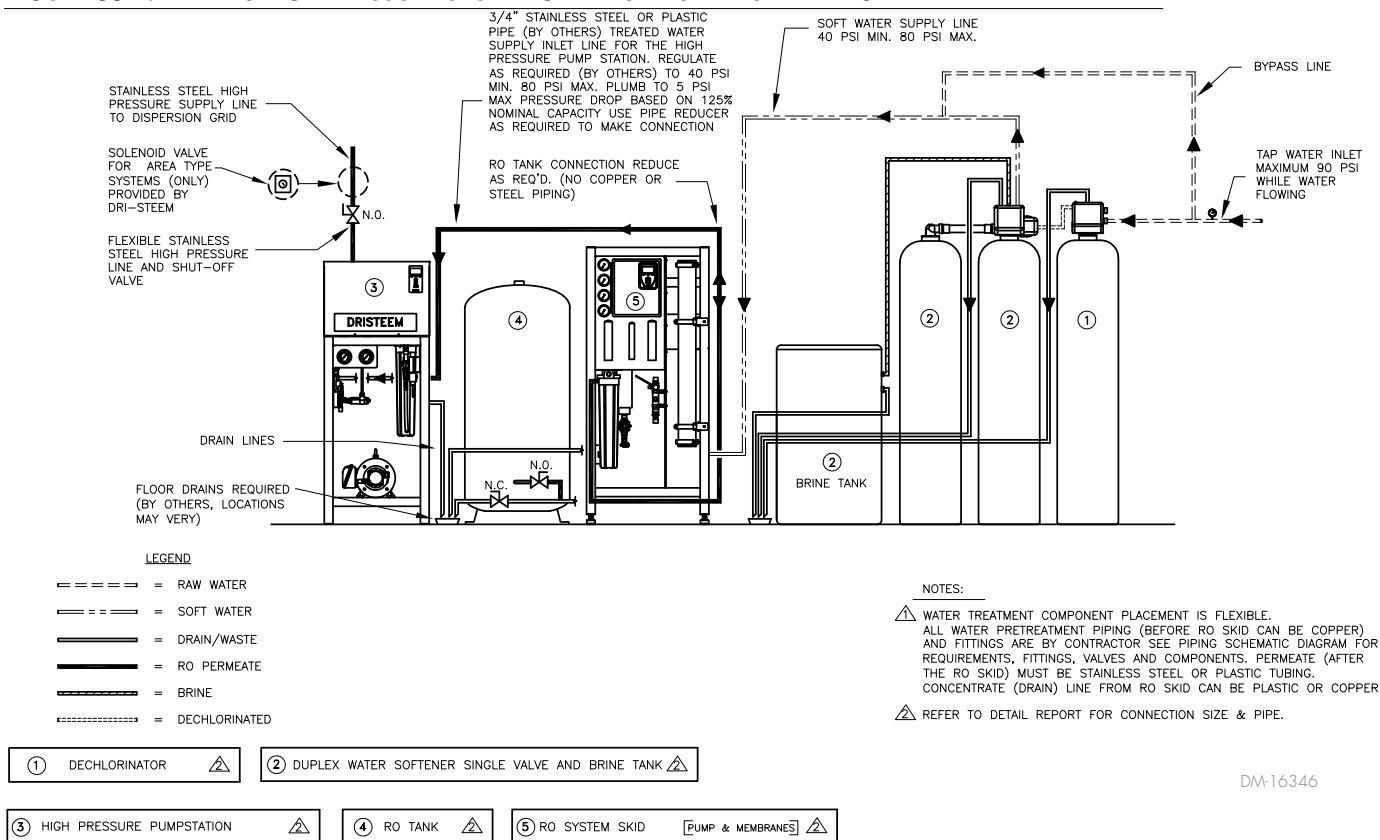 3/4" STAINLESS STEEL OR PLASTIC
PIPE (BY OTHERS) TREATED WATER
SUPPLY INLET LINE FOR THE HIGH
PRESSURE PUMP STATION. REGULATE
AS REQUIRED (BY OTHERS) TO 40 PSI
MIN. 80 PSI MAX. PLUMB TO 5 PSI
MAX PRESSURE DROP BASED ON 125%
NOMINAL CAPACITY USE PIPE REDUCER
AS REQUIRED TO MAKE CONNECTION
SOFT WATER SUPPLY LINE
40 PSI MIN. 80 PSI MAX.
BYPASS LINE
STAINLESS STEEL HIGH
PRESSURE SUPPLY LINE
TO DISPERSION GRID
SOLENOID VALVE
FOR AREA TYPE
SYSTEMS (ONLY)
PROVIDED BY
DRI-STEEM
RO TANK CONNECTION REDUCE
AS REQ'D. (NO COPPER OR
STEEL PIPING)
TAP WATER INLET
MAXIMUM 90 PSI
WHILE WATER
FLOWING
N.O.
FLEXIBLE STAINLESS
STEEL HIGH PRESSURE
LINE AND SHUT-OFF
VALVE
3
DRISTEEM
4
5
2
2
1
DRAIN LINES
N.O.
N.C.
2
BRINE TANK
FLOOR DRAINS REQUIRED
(BY OTHERS, LOCATIONS
MAY VERY)
LEGEND
= RAW WATER
= SOFT WATER
= DRAIN/WASTE
= RO PERMEATE
= BRINE
= DECHLORINATED
NOTES:
1 WATER TREATMENT COMPONENT PLACEMENT IS FLEXIBLE.
ALL WATER PRETREATMENT PIPING (BEFORE RO SKID CAN BE COPPER)
AND FITTINGS ARE BY CONTRACTOR SEE PIPING SCHEMATIC DIAGRAM FOR
REQUIREMENTS, FITTINGS, VALVES AND COMPONENTS. PERMEATE (AFTER
THE RO SKID) MUST BE STAINLESS STEEL OR PLASTIC TUBING.
CONCENTRATE (DRAIN) LINE FROM RO SKID CAN BE PLASTIC OR COPPER
2 REFER TO DETAIL REPORT FOR CONNECTION SIZE & PIPE.
1 DECHLORINATOR 2
2 DUPLEX WATER SOFTENER SINGLE VALVE AND BRINE TANK 2
DM-16346
3 HIGH PRESSURE PUMPSTATION 2
4 RO TANK 2
5 RO SYSTEM SKID [PUMP & MEMBRANES] 2